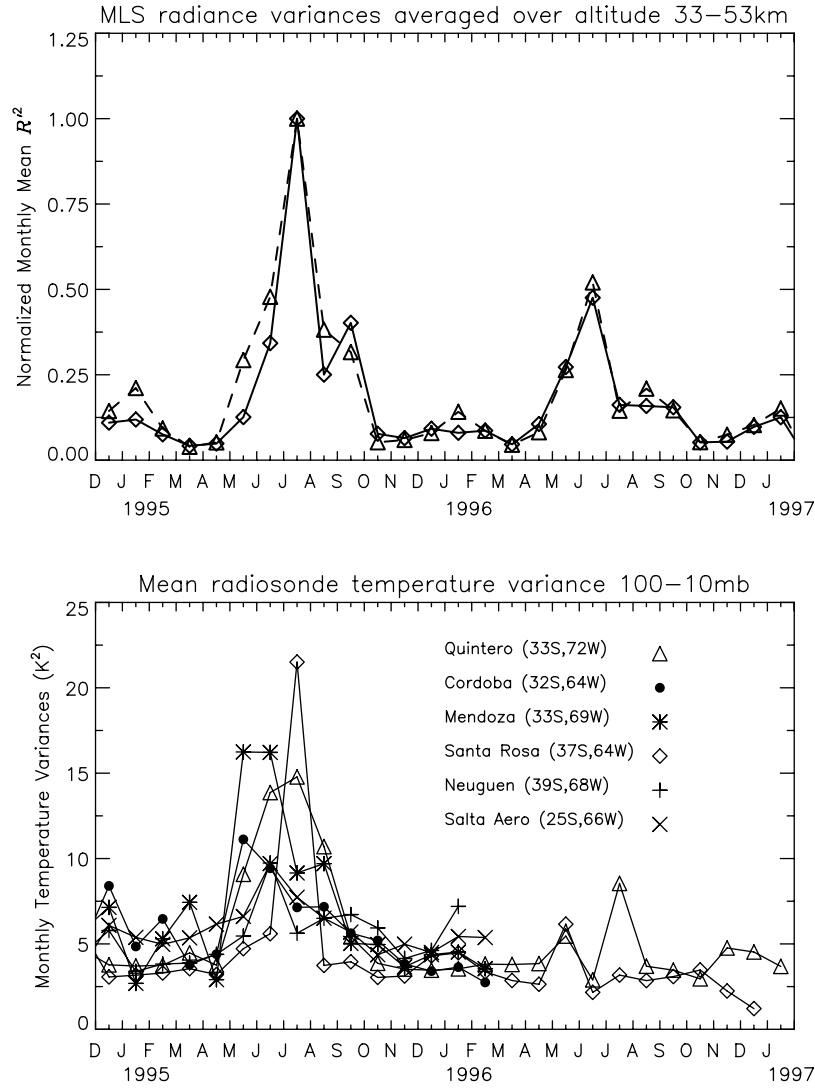 MLS radiance variances averaged over altitude 33–53km
1.25
1.00
0.75
0.50
0.25
0.00
Normalized Monthly Mean R'²
D J F M A M J J A S O N D J F M A M J J A S O N D J
1995 1996 1997
Mean radiosonde temperature variance 100–10mb
25
20
15
10
5
0
Monthly Temperature Variances (K²)
Quintero (33S,72W)
Cordoba (32S,64W)
Mendoza (33S,69W)
Santa Rosa (37S,64W)
Neuguen (39S,68W)
Salta Aero (25S,66W)
D J F M A M J J A S O N D J F M A M J J A S O N D J
1995 1996 1997